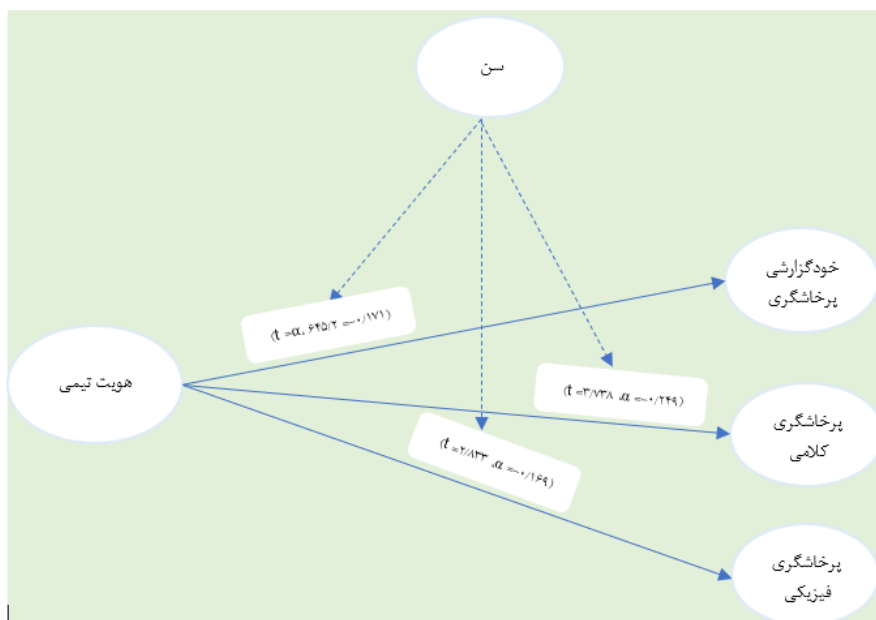 سن
خودگزارشی
پرخاشگری
(t =α، ۶۴۵/۲ =-۰/۱۷۱)
هویت تیمی
(t =۳/۷۳۸ ،α =-۰/۲۴۹)
پرخاشگری
کلامی
(t =۲/۸۳۳ ،α =-۰/۱۶۹)
پرخاشگری
فیزیکی